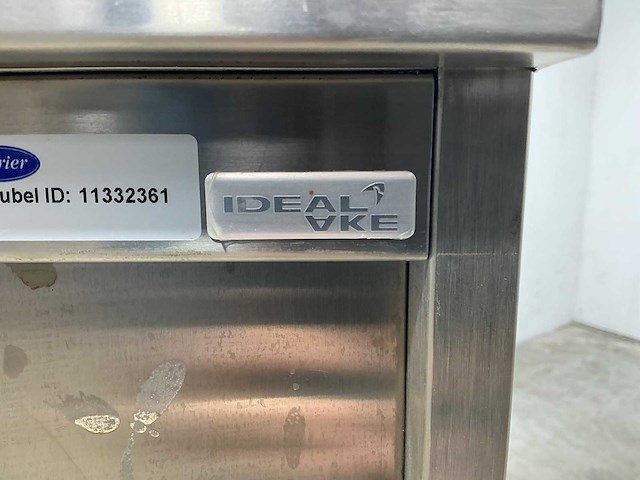 rier
ubel ID: 11332361
IDEAL
AKE